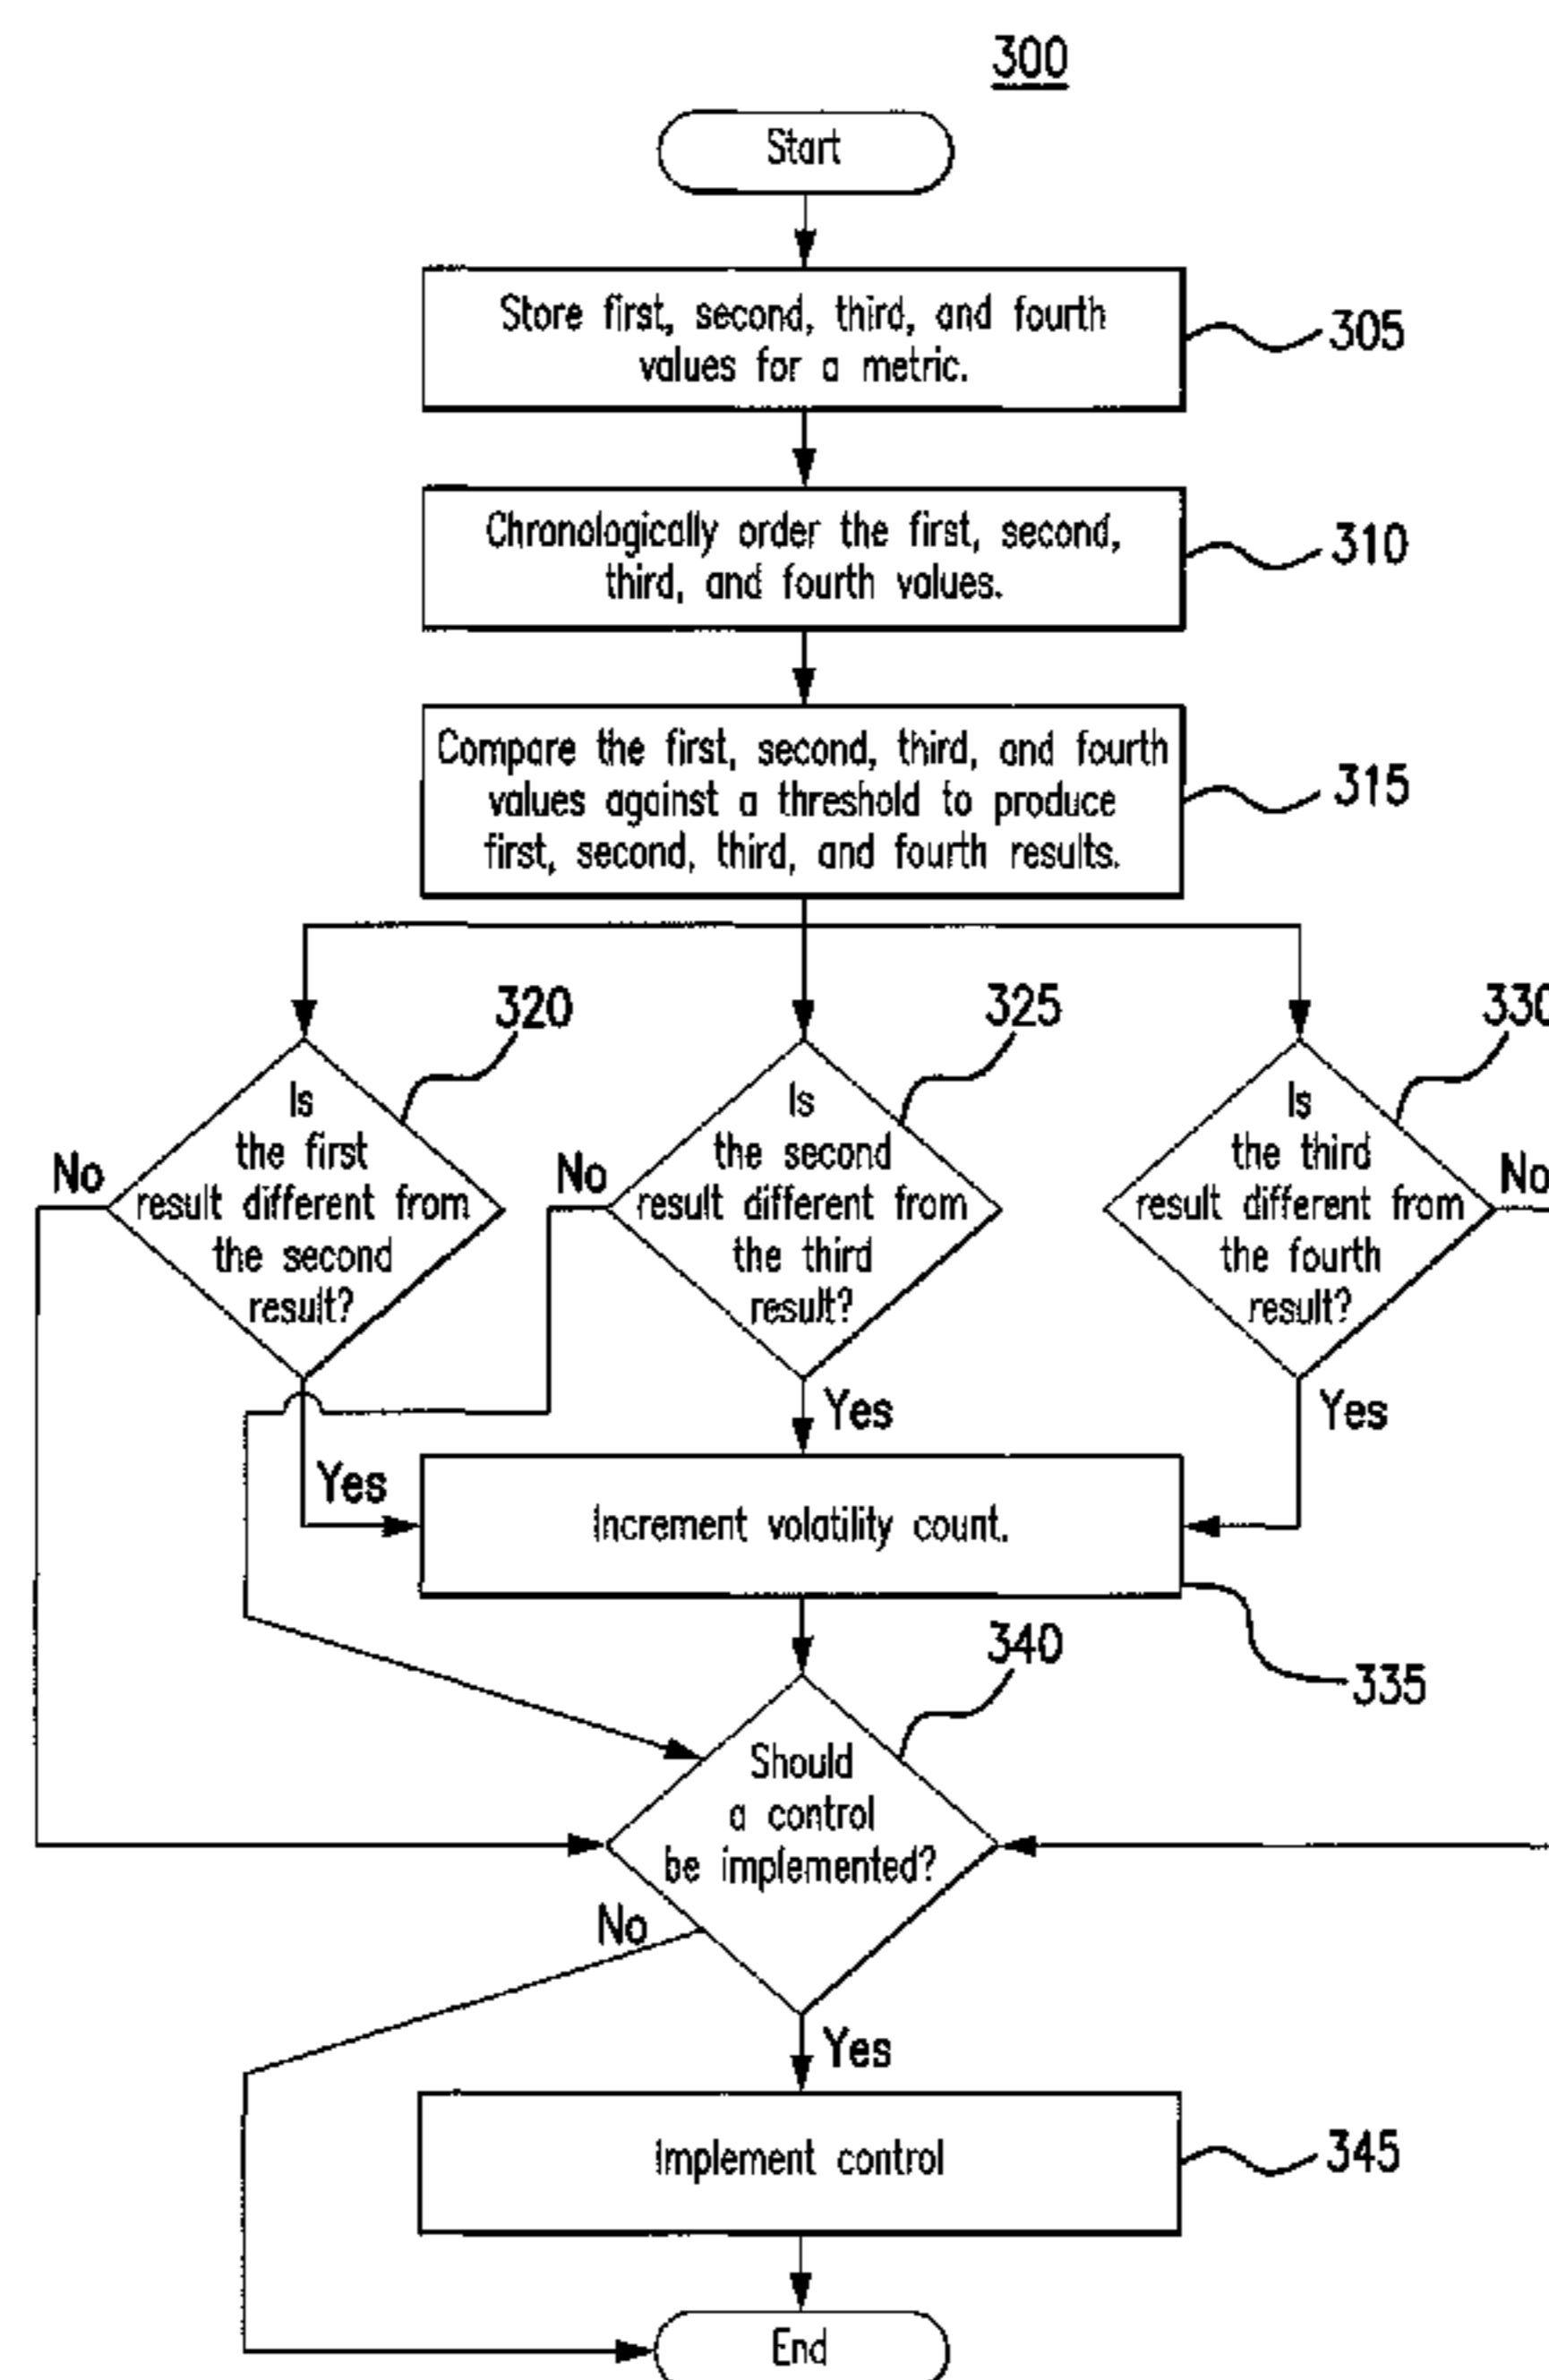 300
Start
Store first, second, third, and fourth
values for a metric.
305
Chronologically order the first, second,
third, and fourth values.
310
Compare the first, second, third, and fourth
values against a threshold to produce
first, second, third, and fourth results.
315
320
325
330
Is
the first
result different from
the second
result?
No
Is
the second
result different from
the third
result?
No
Is
the third
result different from
the fourth
result?
No
Yes
Yes
Yes
Increment volatility count.
335
340
Should
a control
be implemented?
No
Yes
Implement control
345
End